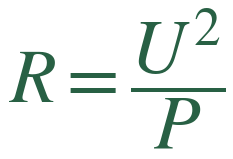 R = U² / P